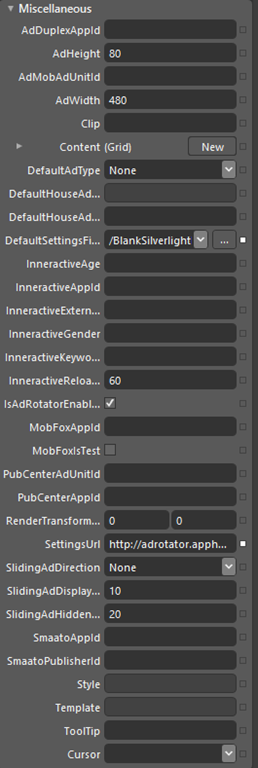 Miscellaneous
AdDuplexAppId
AdHeight 80
AdMobAdUnitId
AdWidth 480
Clip
Content (Grid) New
DefaultAdType None
DefaultHouseAd...
DefaultHouseAd...
DefaultSettingsFi... /BlankSilverlight ...
InneractiveAge
InneractiveAppId
InneractiveExtern...
InneractiveGender
InneractiveKeywo...
InneractiveReloa... 60
IsAdRotatorEnabl...
MobFoxAppId
MobFoxIsTest
PubCenterAdUnitId
PubCenterAppId
RenderTransform... 0 0
SettingsUrl http://adrotator.apph...
SlidingAdDirection None
SlidingAdDisplay... 10
SlidingAdHidden... 20
SmaatoAppId
SmaatoPublisherId
Style
Template
ToolTip
Cursor